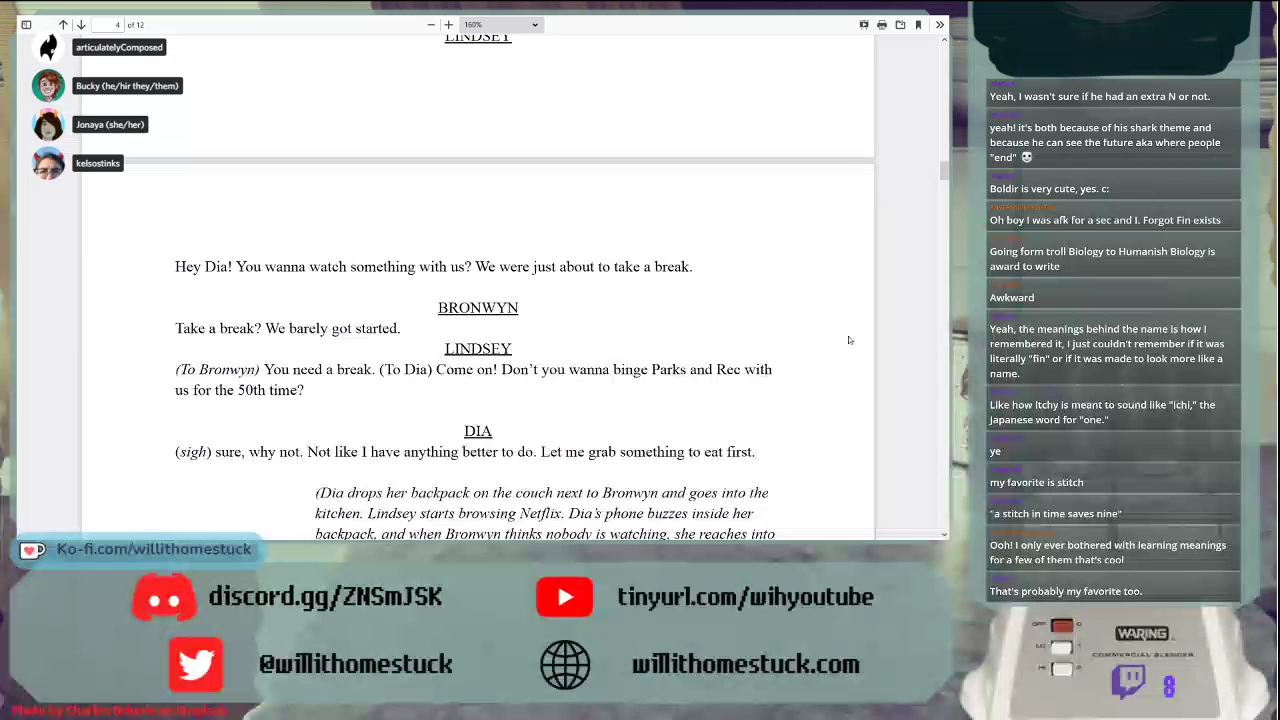 4 of 12
160%
LINDSEY
articulatelyComposed
Bucky (he/hir they/them)
Jonaya (she/her)
kelsostinks
Hey Dia! You wanna watch something with us? We were just about to take a break.
BRONWYN
Take a break? We barely got started.
LINDSEY
(To Bronwyn) You need a break. (To Dia) Come on! Don’t you wanna binge Parks and Rec with
us for the 50th time?
DIA
(sigh) sure, why not. Not like I have anything better to do. Let me grab something to eat first.
(Dia drops her backpack on the couch next to Bronwyn and goes into the
kitchen. Lindsey starts browsing Netflix. Dia’s phone buzzes inside her
backpack, and when Bronwyn thinks nobody is watching, she reaches into
Yeah, I wasn't sure if he had an extra N or not.
yeah! it's both because of his shark theme and
because he can see the future aka where people
"end"
Boldir is very cute, yes. c:
Oh boy I was afk for a sec and I. Forgot Fin exists
Going form troll Biology to Humanish Biology is
award to write
Awkward
Yeah, the meanings behind the name is how I
remembered it, I just couldn't remember if it was
literally "fin" or if it was made to look more like a
name.
Like how Itchy is meant to sound like "ichi," the
Japanese word for "one."
ye
my favorite is stitch
"a stitch in time saves nine"
Ooh! I only ever bothered with learning meanings
for a few of them that's cool
That's probably my favorite too.
Ko-fi.com/willithomestuck
discord.gg/ZNSmJSK
tinyurl.com/wihyoutube
@willithomestuck
willithomestuck.com
OFF
LO
HI
WARING
COMMERCIAL BLENDER
8
Photo by Charles Deluvio on Unsplash